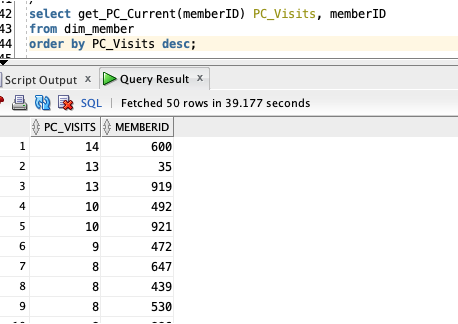 42 select get_PC_Current(memberID) PC_Visits, memberID
43 from dim_member
44 order by PC_Visits desc;
Script Output x Query Result x
SQL | Fetched 50 rows in 39.177 seconds
PC_VISITS MEMBERID
1 14 600
2 13 35
3 13 919
4 10 492
5 10 921
6 9 472
7 8 647
8 8 439
9 8 530